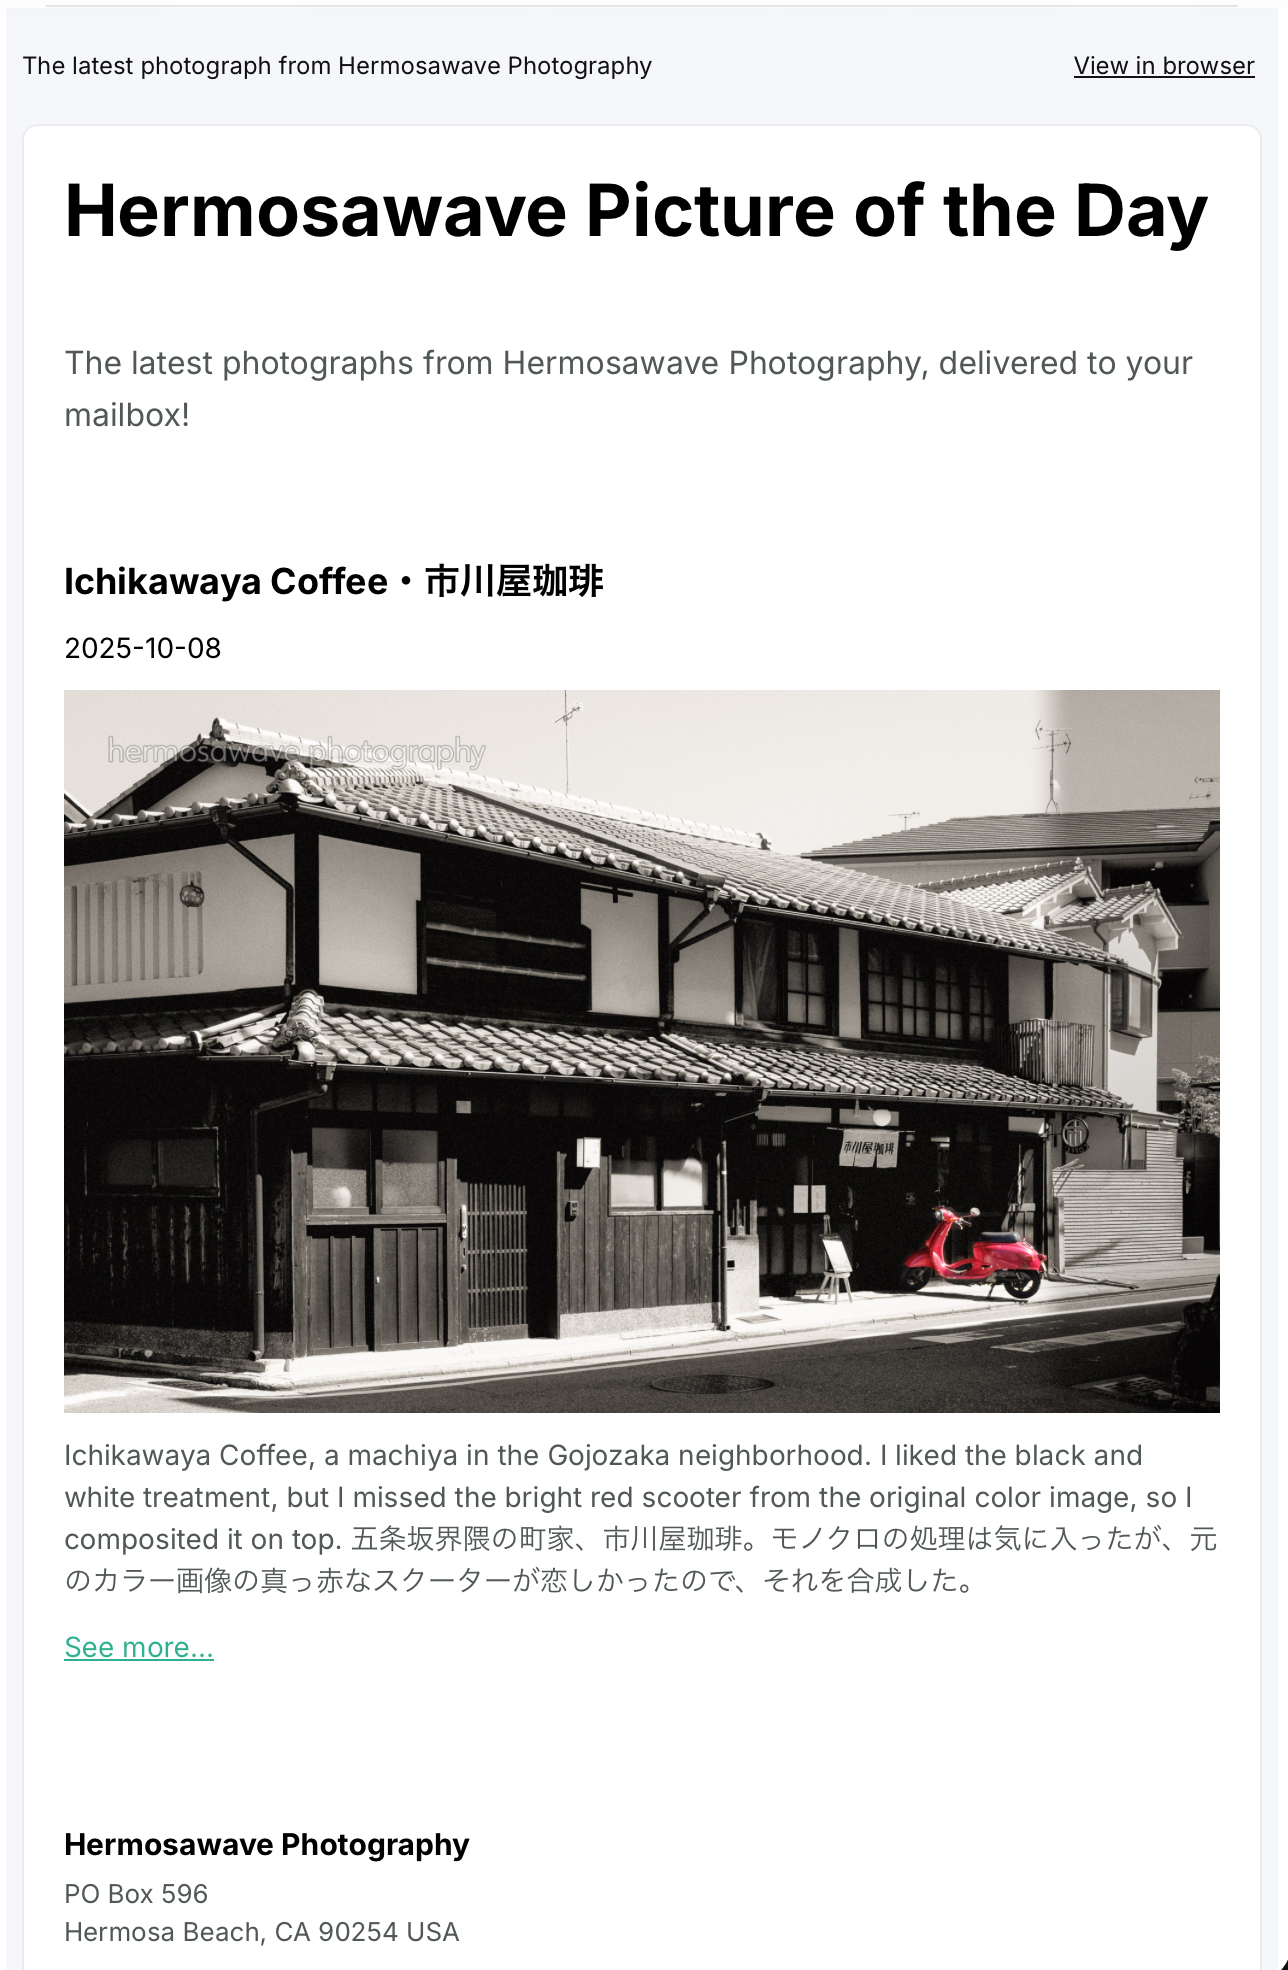 The latest photograph from Hermosawave Photography
View in browser
Hermosawave Picture of the Day
The latest photographs from Hermosawave Photography, delivered to your
mailbox!
Ichikawaya Coffee・市川屋珈琲
2025-10-08
hermosawave photography
市川屋珈琲
Ichikawaya Coffee, a machiya in the Gojozaka neighborhood. I liked the black and
white treatment, but I missed the bright red scooter from the original color image, so I
composited it on top. 五条坂界隈の町家、市川屋珈琲。モノクロの処理は気に入ったが、元
のカラー画像の真っ赤なスクーターが恋しかったので、それを合成した。
See more...
Hermosawave Photography
PO Box 596
Hermosa Beach, CA 90254 USA